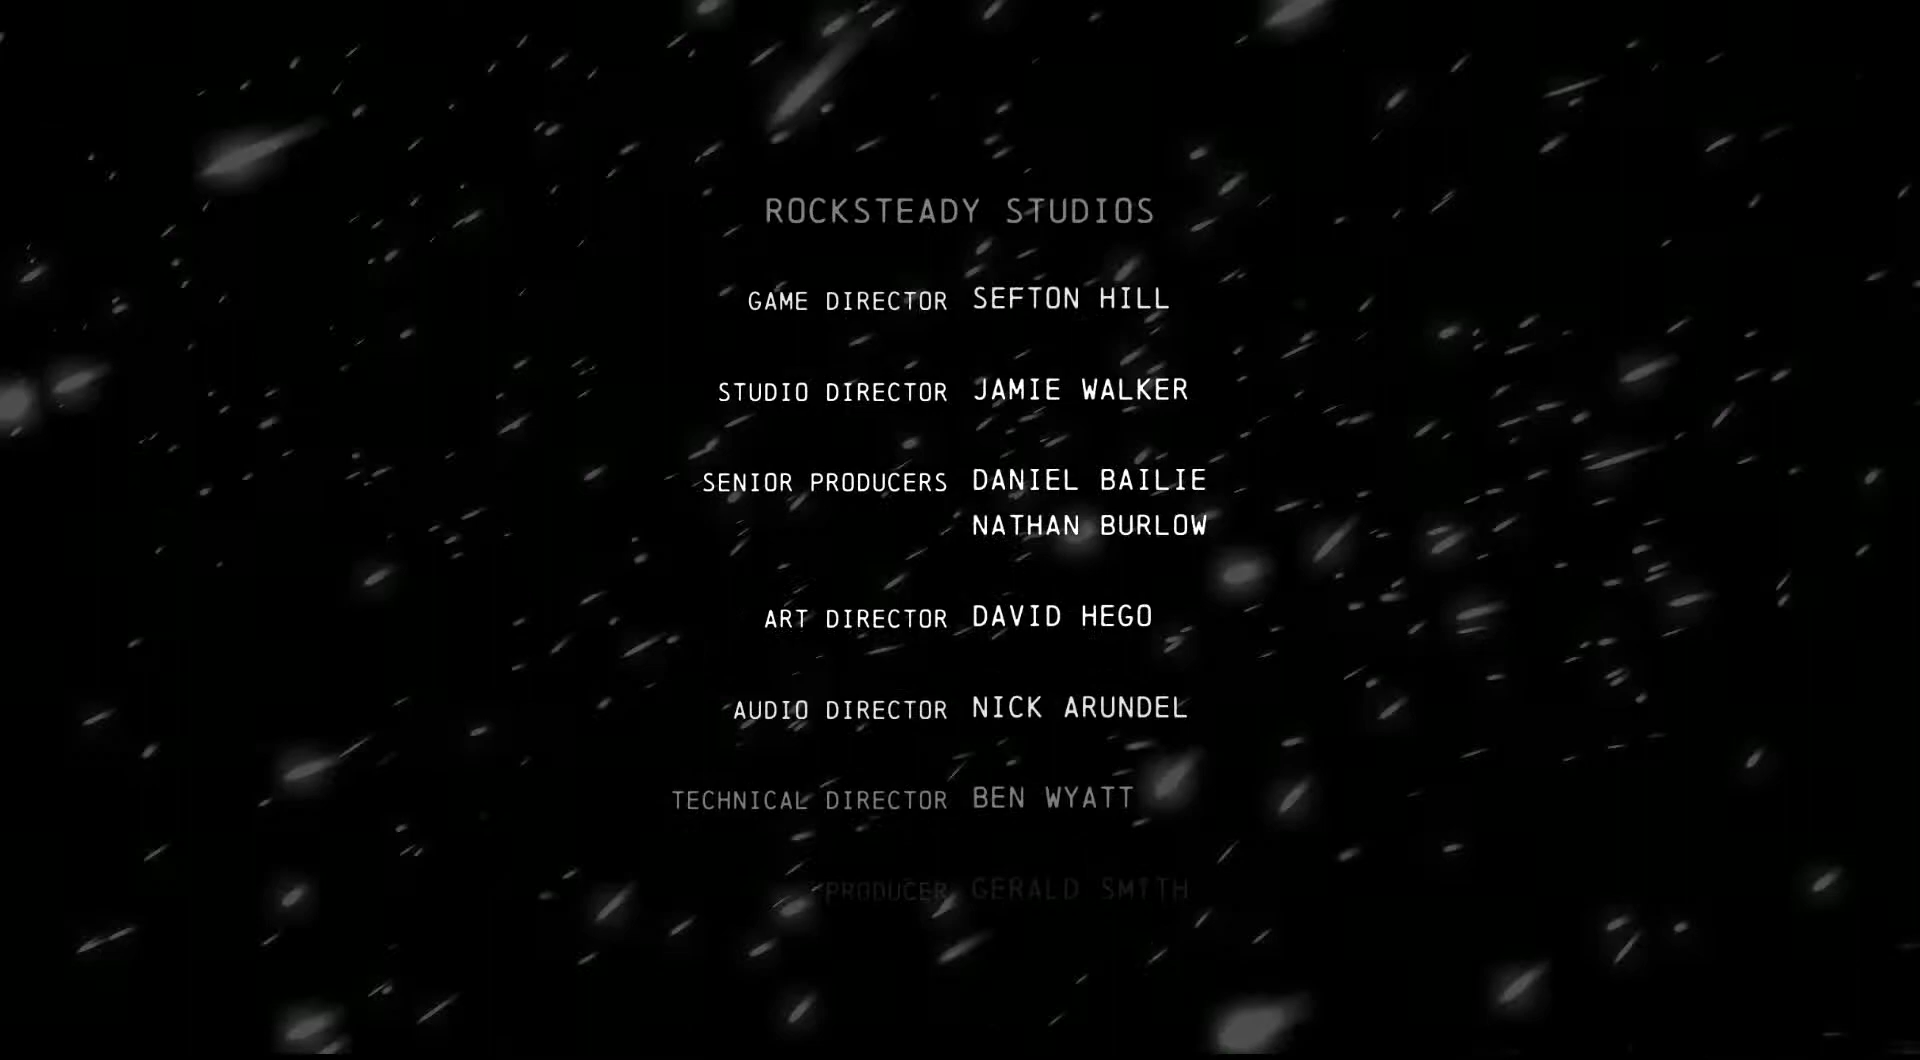 ROCKSTEADY STUDIOS
GAME DIRECTOR SEFTON HILL
STUDIO DIRECTOR JAMIE WALKER
SENIOR PRODUCERS DANIEL BAILIE
NATHAN BURLOW
ART DIRECTOR DAVID HEGO
AUDIO DIRECTOR NICK ARUNDEL
TECHNICAL DIRECTOR BEN WYATT
PRODUCER GERALD SMITH